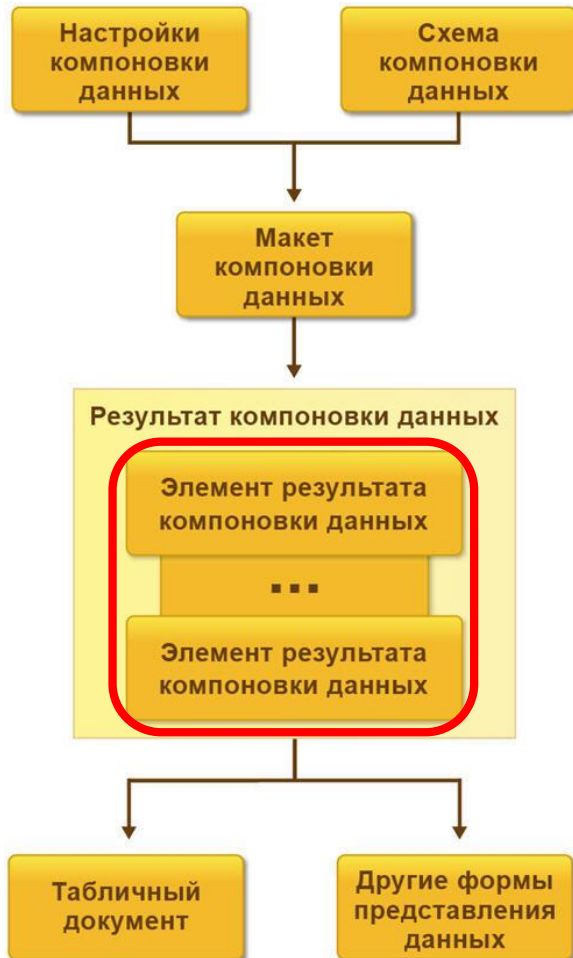 Настройки
компоновки
данных
Схема
компоновки
данных
Макет
компоновки
данных
Результат компоновки данных
Элемент результата
компоновки данных
...
Элемент результата
компоновки данных
Табличный
документ
Другие формы
представления
данных